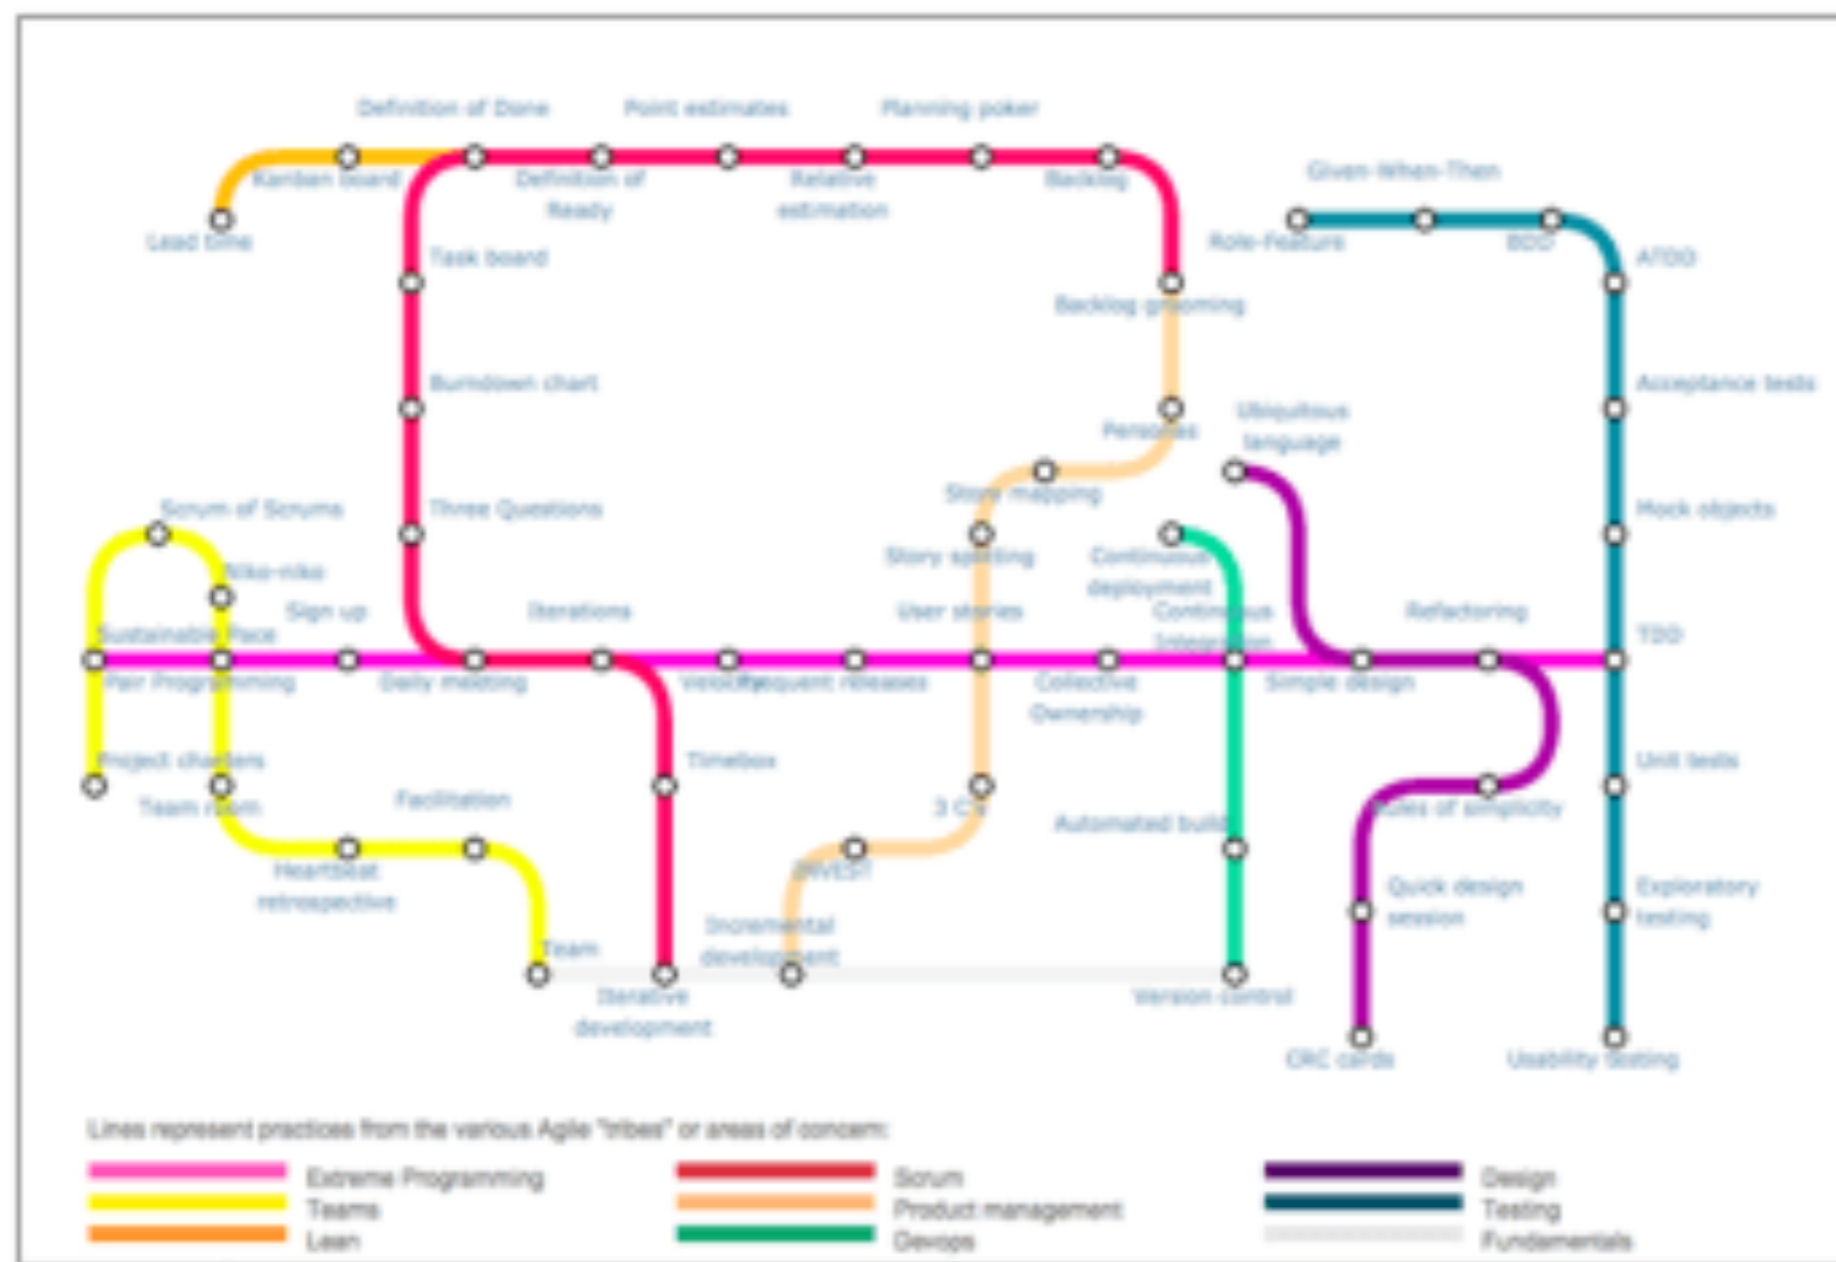 Definition of Done
Point estimates
Planning poker
Kanban board
Definition of
Ready
Relative
estimation
Backlog
Given-When-Then
Lead time
Role-Feature
BDD
Task board
ATDD
Backlog grooming
Burndown chart
Acceptance tests
Personas
Ubiquitous
language
Story mapping
Scrum of Scrums
Three Questions
Mock objects
Story splitting
Continuous
deployment
Niko-niko
Sign up
Iterations
User stories
Continuous
Integration
Refactoring
Sustainable Pace
TDD
Pair Programming
Daily meeting
Velocity
Frequent releases
Collective
Ownership
Simple design
Project charters
Timebox
Unit tests
Team room
Facilitation
3 C's
Automated build
Rules of simplicity
Heartbeat
retrospective
INVEST
Quick design
session
Exploratory
testing
Team
Incremental
development
Iterative
development
Version control
CRC cards
Usability testing
Lines represent practices from the various Agile "tribes" or areas of concern:
Extreme Programming
Scrum
Design
Teams
Product management
Testing
Lean
Devops
Fundamentals